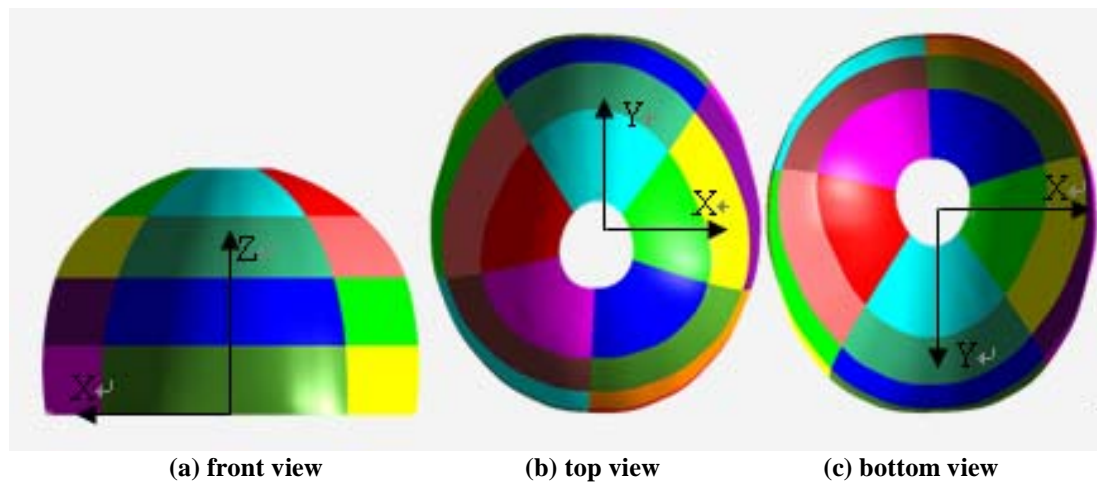 Z
X↵
Y↵
X↵
X↵
Y↵
(a) front view
(b) top view
(c) bottom view